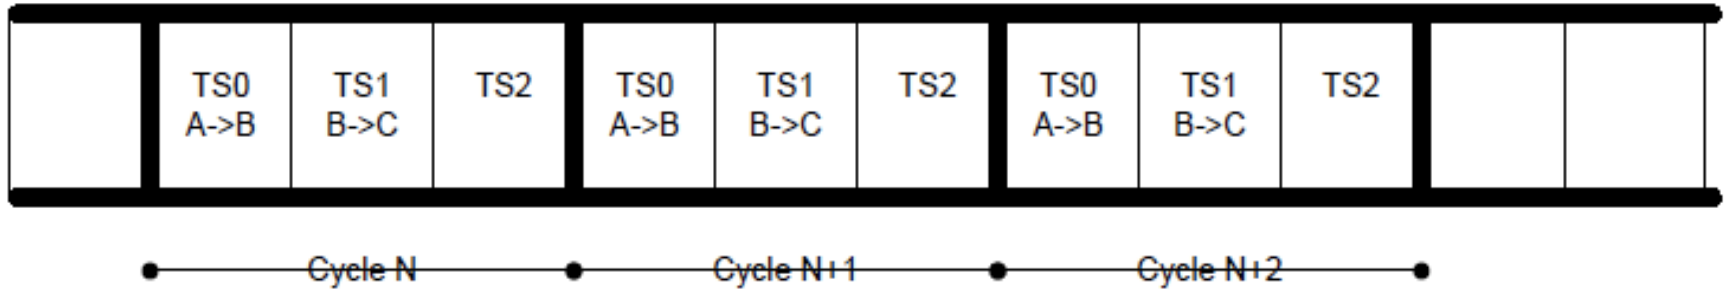 TS0 TS1 TS2 TS0 TS1 TS2 TS0 TS1 TS2
A->B B->C A->B B->C A->B B->C
Cycle N Cycle N+1 Cycle N+2